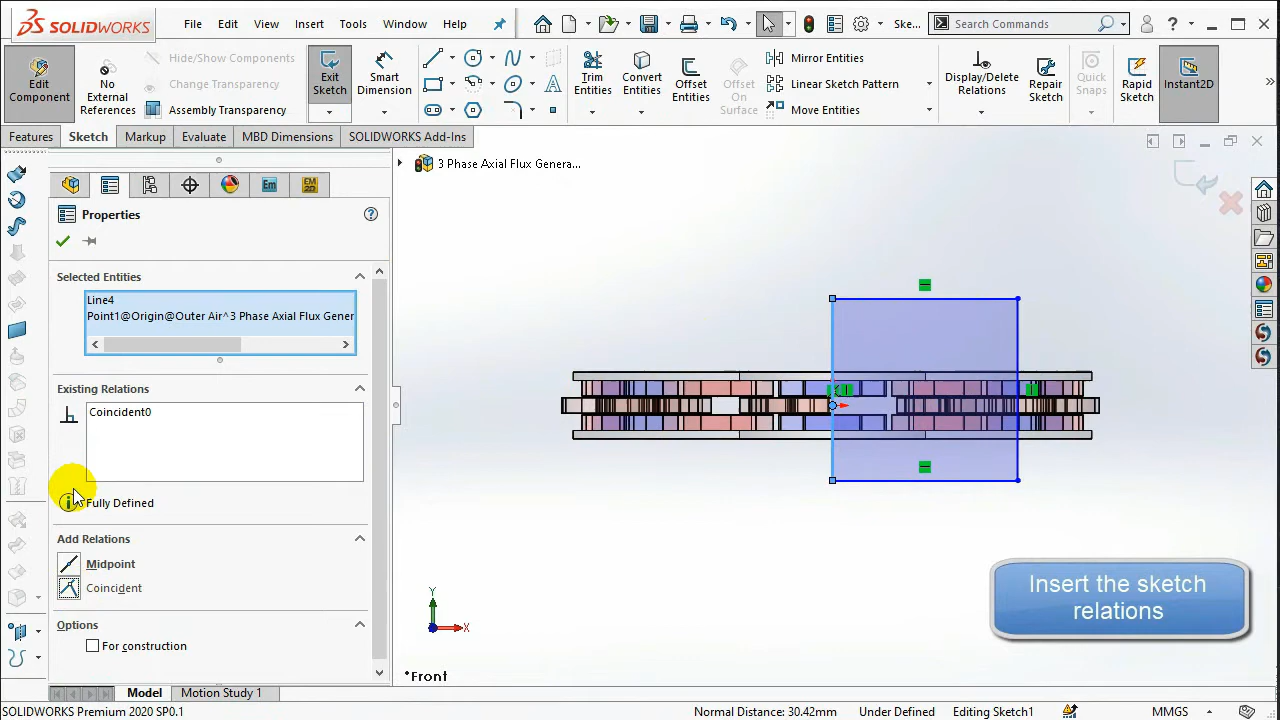 SOLIDWORKS
File Edit View Insert Tools Window Help
Ske...
Search Commands
?
Edit Component
No External References
Hide/Show Components
Change Transparency
Assembly Transparency
Exit Sketch
Smart Dimension
Trim Entities
Convert Entities
Offset Entities
Offset On Surface
Mirror Entities
Linear Sketch Pattern
Move Entities
Display/Delete Relations
Repair Sketch
Quick Snaps
Rapid Sketch
Instant2D
Features Sketch Markup Evaluate MBD Dimensions SOLIDWORKS Add-Ins
3 Phase Axial Flux Genera...
Em
EM 2D
Properties
Selected Entities
Line4
Point1@Origin@Outer Air^3 Phase Axial Flux Gener
Existing Relations
Coincident0
Fully Defined
Add Relations
Midpoint
Coincident
Options
For construction
Insert the sketch
relations
Y
X
*Front
Model Motion Study 1
SOLIDWORKS Premium 2020 SP0.1
Normal Distance: 30.42mm Under Defined Editing Sketch1 MMGS